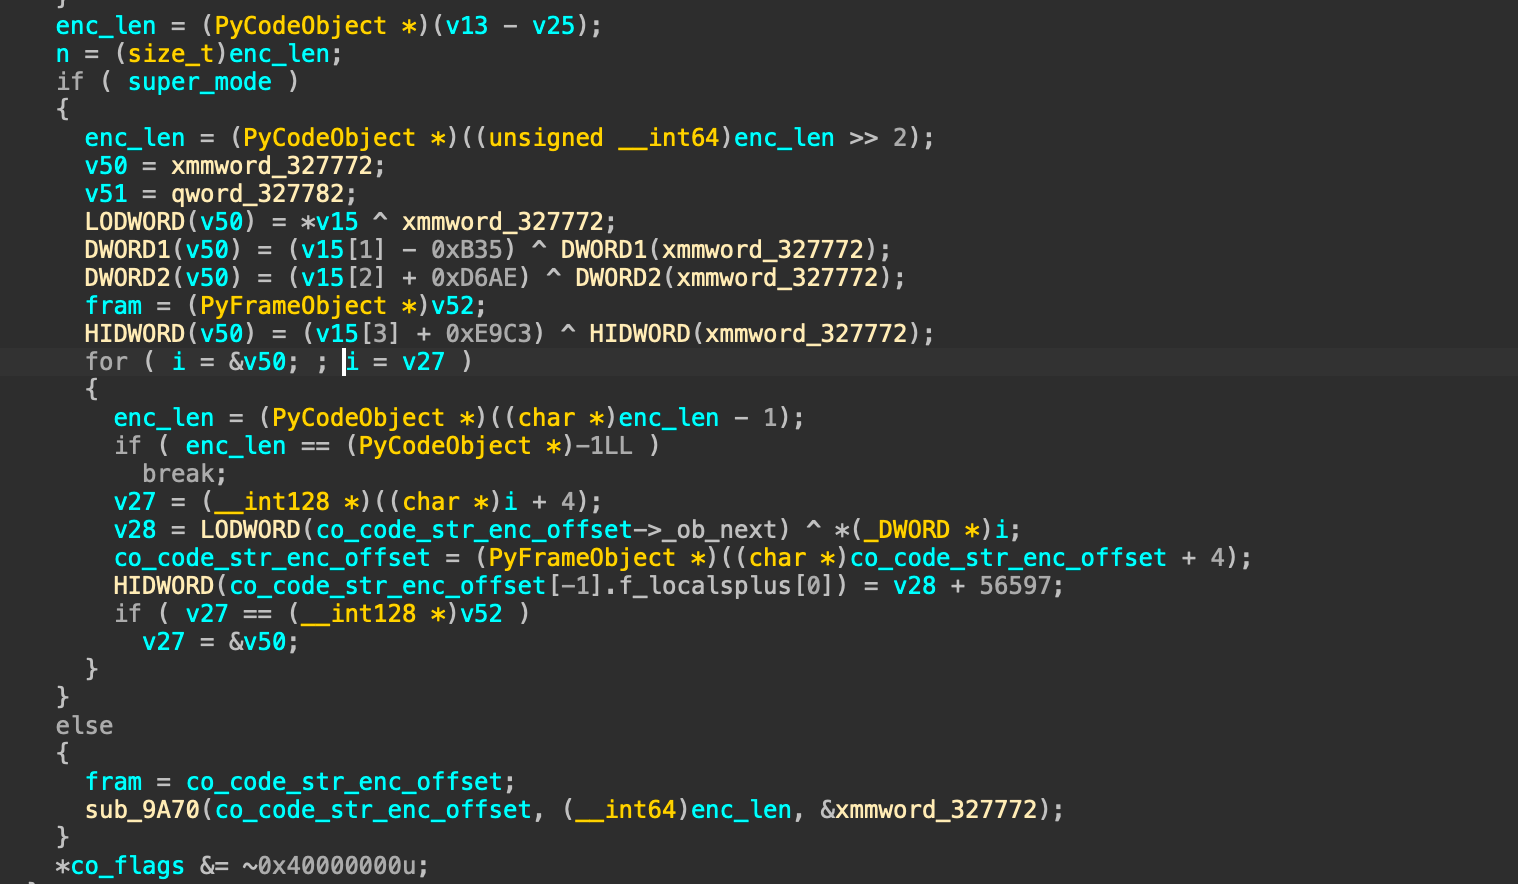 }
enc_len = (PyCodeObject *)(v13 - v25);
n = (size_t)enc_len;
if ( super_mode )
{
enc_len = (PyCodeObject *)((unsigned __int64)enc_len >> 2);
v50 = xmmword_327772;
v51 = qword_327782;
LODWORD(v50) = *v15 ^ xmmword_327772;
DWORD1(v50) = (v15[1] - 0xB35) ^ DWORD1(xmmword_327772);
DWORD2(v50) = (v15[2] + 0xD6AE) ^ DWORD2(xmmword_327772);
fram = (PyFrameObject *)v52;
HIDWORD(v50) = (v15[3] + 0xE9C3) ^ HIDWORD(xmmword_327772);
for ( i = &v50; ; i = v27 )
{
enc_len = (PyCodeObject *)((char *)enc_len - 1);
if ( enc_len == (PyCodeObject *)-1LL )
break;
v27 = (__int128 *)((char *)i + 4);
v28 = LODWORD(co_code_str_enc_offset->_ob_next) ^ *(_DWORD *)i;
co_code_str_enc_offset = (PyFrameObject *)((char *)co_code_str_enc_offset + 4);
HIDWORD(co_code_str_enc_offset[-1].f_localsplus[0]) = v28 + 56597;
if ( v27 == (__int128 *)v52 )
v27 = &v50;
}
}
else
{
fram = co_code_str_enc_offset;
sub_9A70(co_code_str_enc_offset, (__int64)enc_len, &xmmword_327772);
}
*co_flags &= ~0x40000000u;